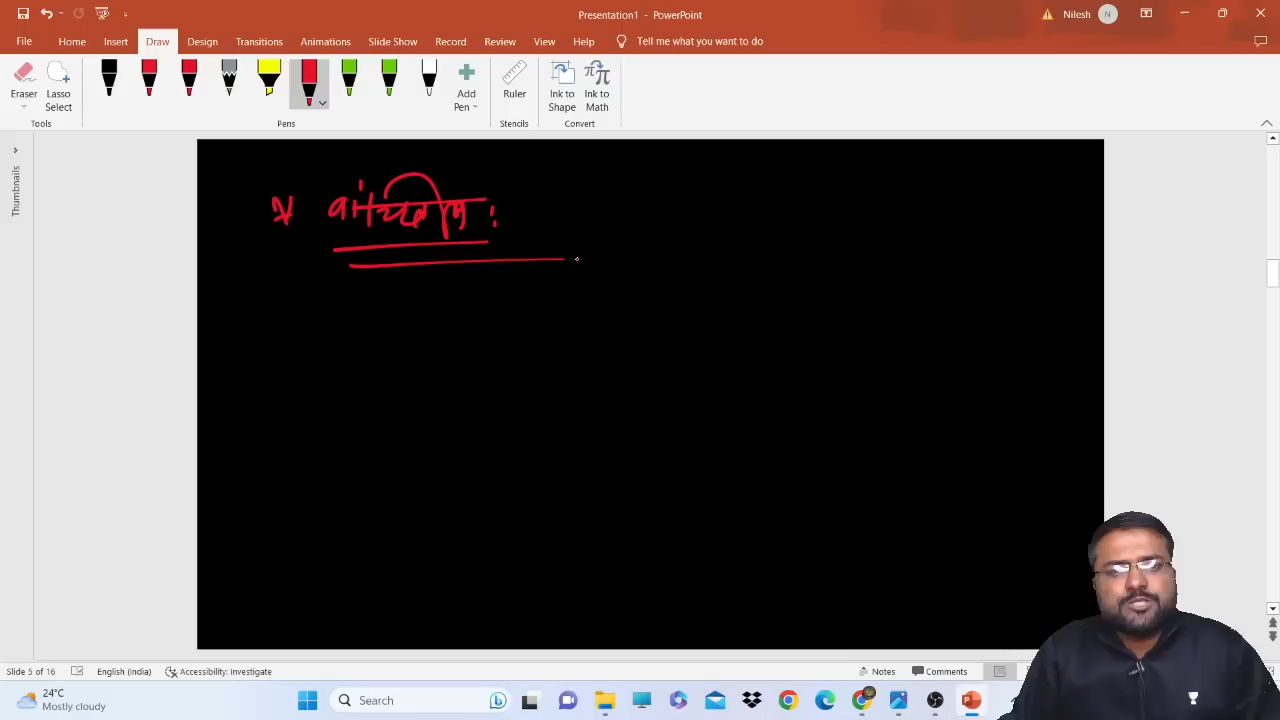 Presentation1 - PowerPoint
Nilesh N
File Home Insert Draw Design Transitions Animations Slide Show Record Review View Help Tell me what you want to do
Eraser
Lasso Select
Add Pen
Ruler
Ink to Shape
Ink to Math
Tools
Pens
Stencils
Convert
Thumbnails
Slide 5 of 16 English (India) Accessibility: Investigate Notes Comments
24°C
Mostly cloudy
Search